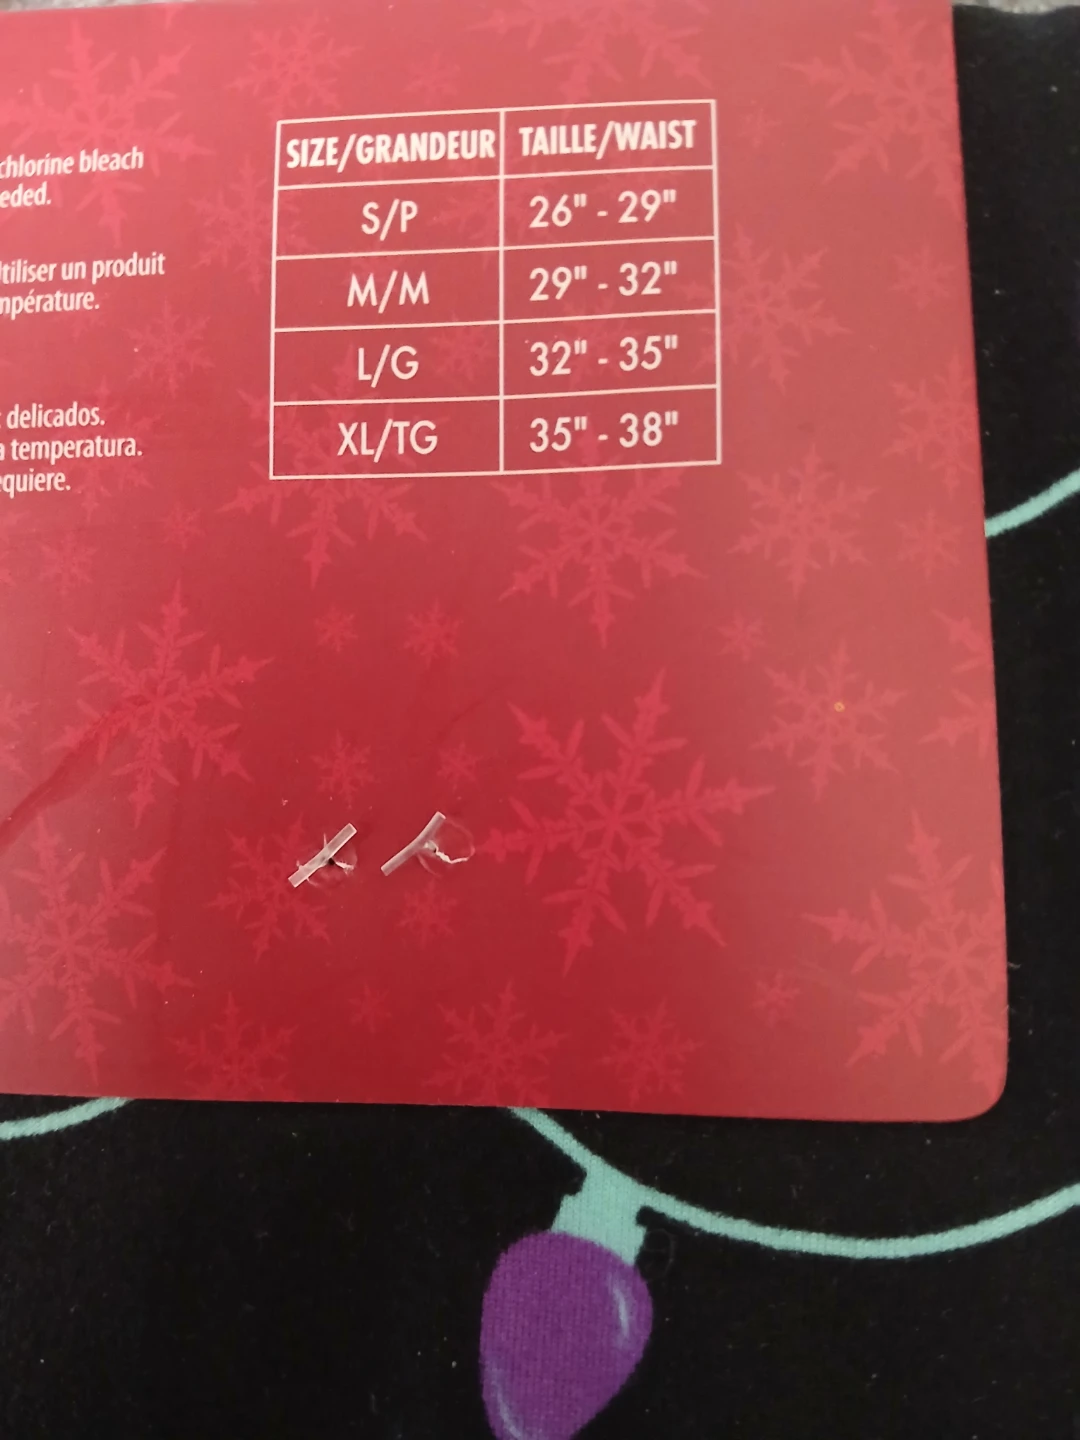 chlorine bleach
eded.
tiliser un produit
mpérature.
delicados.
a temperatura.
equiere.
SIZE/GRANDEUR TAILLE/WAIST
S/P 26" - 29"
M/M 29" - 32"
L/G 32" - 35"
XL/TG 35" - 38"